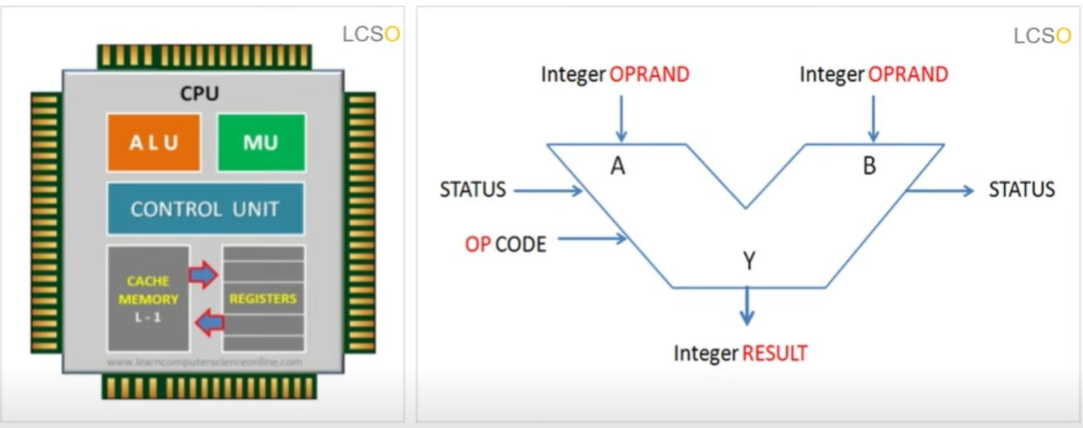 LCSO
CPU
ALU
MU
CONTROL UNIT
CACHE
MEMORY
L - 1
REGISTERS
www.learncomputerscienceonline.com
LCSO
Integer OPRAND
Integer OPRAND
A
B
STATUS
STATUS
OP CODE
Y
Integer RESULT